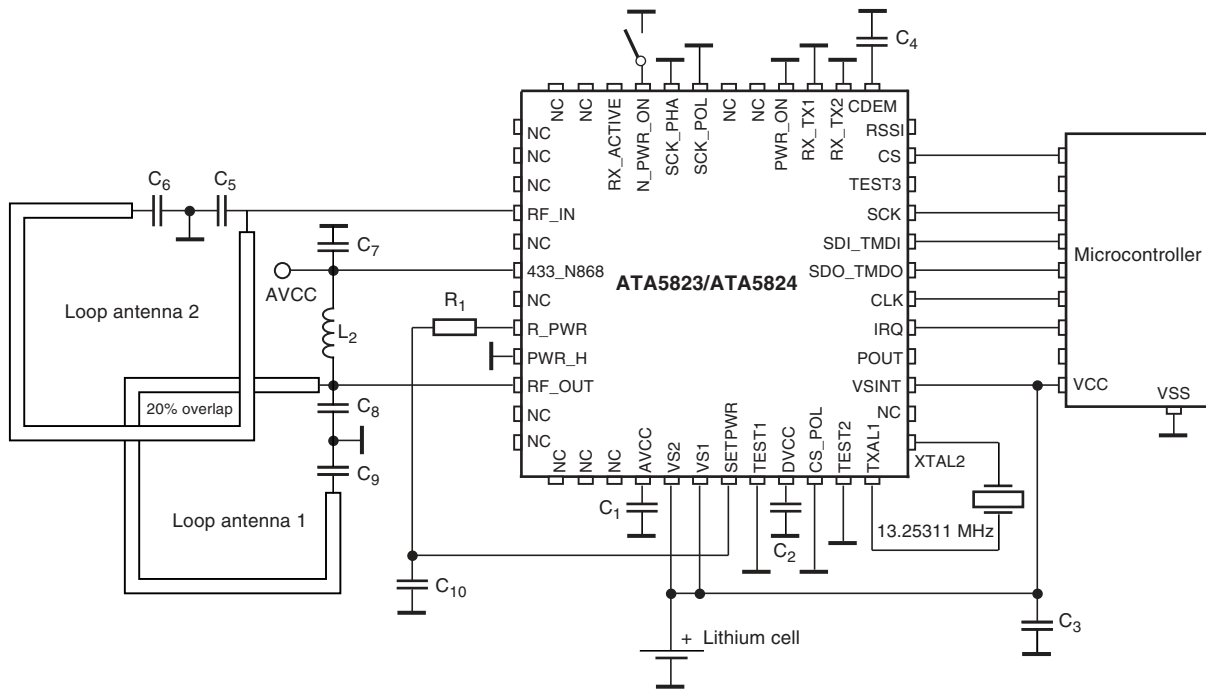 C4
NC
NC
RX_ACTIVE
N_PWR_ON
SCK_PHA
SCK_POL
NC
NC
PWR_ON
RX_TX1
RX_TX2
CDEM
NC
NC
NC
RF_IN
NC
433_N868
NC
R_PWR
PWR_H
RF_OUT
NC
NC
RSSI
CS
TEST3
SCK
SDI_TMDI
SDO_TMDO
CLK
IRQ
POUT
VSINT
NC
XTAL2
ATA5823/ATA5824
Microcontroller
VCC
VSS
C6
C5
C7
AVCC
Loop antenna 2
L2
R1
20% overlap
C8
C9
Loop antenna 1
NC
NC
NC
AVCC
VS2
VS1
SETPWR
TEST1
DVCC
CS_POL
TEST2
TXAL1
C1
C2
13.25311 MHz
C10
C3
+ Lithium cell